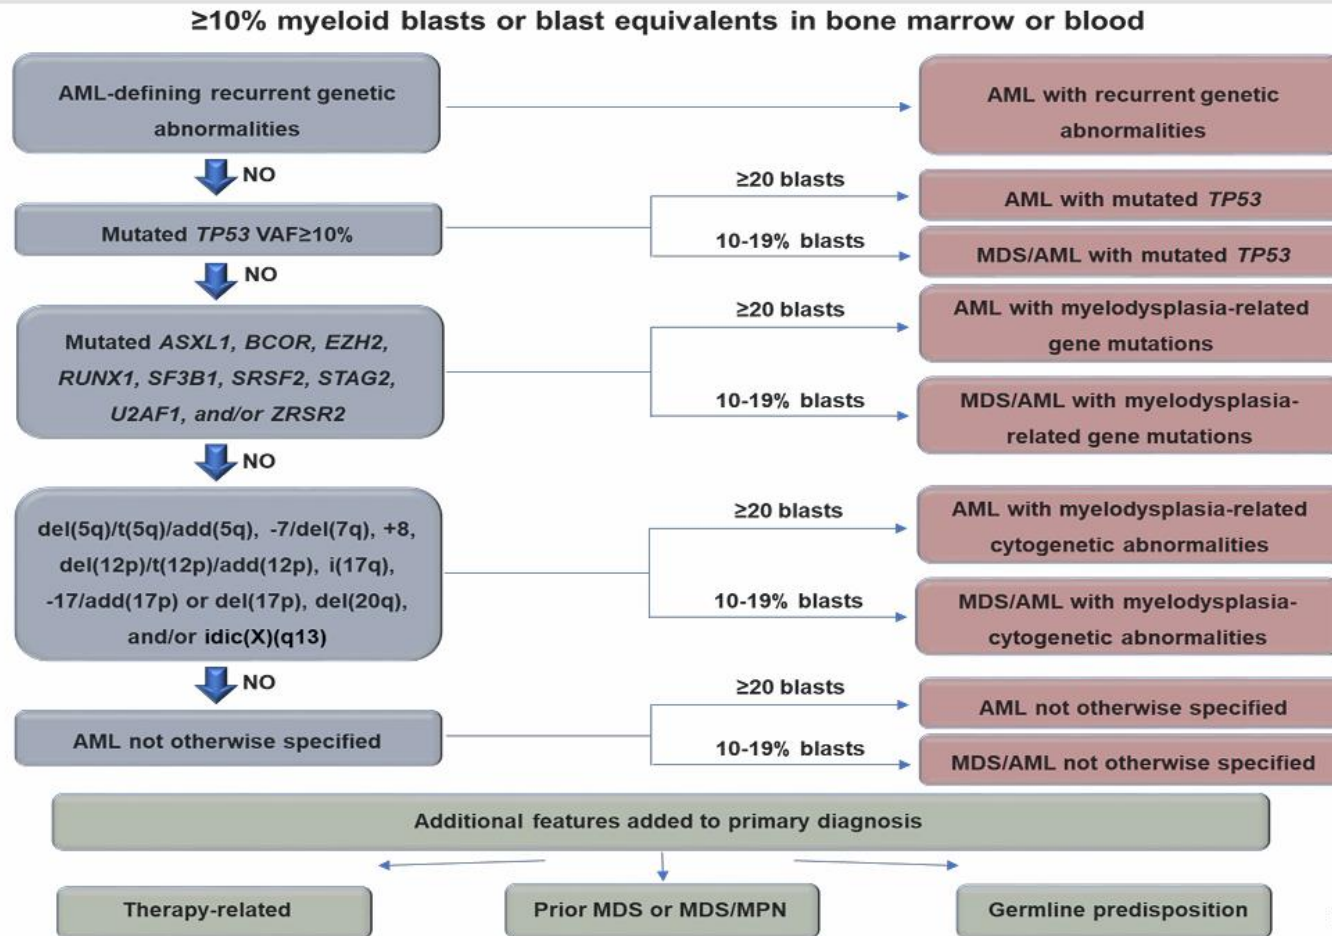 ≥10% myeloid blasts or blast equivalents in bone marrow or blood
AML-defining recurrent genetic
abnormalities
AML with recurrent genetic
abnormalities
NO
Mutated TP53 VAF≥10%
≥20 blasts
AML with mutated TP53
10-19% blasts
MDS/AML with mutated TP53
NO
Mutated ASXL1, BCOR, EZH2,
RUNX1, SF3B1, SRSF2, STAG2,
U2AF1, and/or ZRSR2
≥20 blasts
AML with myelodysplasia-related
gene mutations
10-19% blasts
MDS/AML with myelodysplasia-
related gene mutations
NO
del(5q)/t(5q)/add(5q), -7/del(7q), +8,
del(12p)/t(12p)/add(12p), i(17q),
-17/add(17p) or del(17p), del(20q),
and/or idic(X)(q13)
≥20 blasts
AML with myelodysplasia-related
cytogenetic abnormalities
10-19% blasts
MDS/AML with myelodysplasia-
cytogenetic abnormalities
NO
AML not otherwise specified
≥20 blasts
AML not otherwise specified
10-19% blasts
MDS/AML not otherwise specified
Additional features added to primary diagnosis
Therapy-related
Prior MDS or MDS/MPN
Germline predisposition